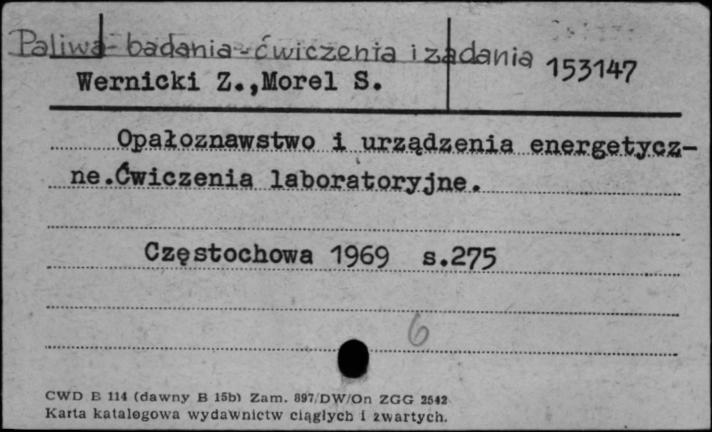 Paliwa - badania - ćwiczenia i zadania
153147
Wernicki Z.,Morel S.
Opałoznawstwo i urządzenia energetycz-
ne.Ćwiczenia laboratoryjne.
Częstochowa 1969 s.275
6
CWD B 114 (dawny B 15b) Zam. 897/DW/On ZGG 2542
Karta katalogowa wydawnictw ciągłych i zwartych.